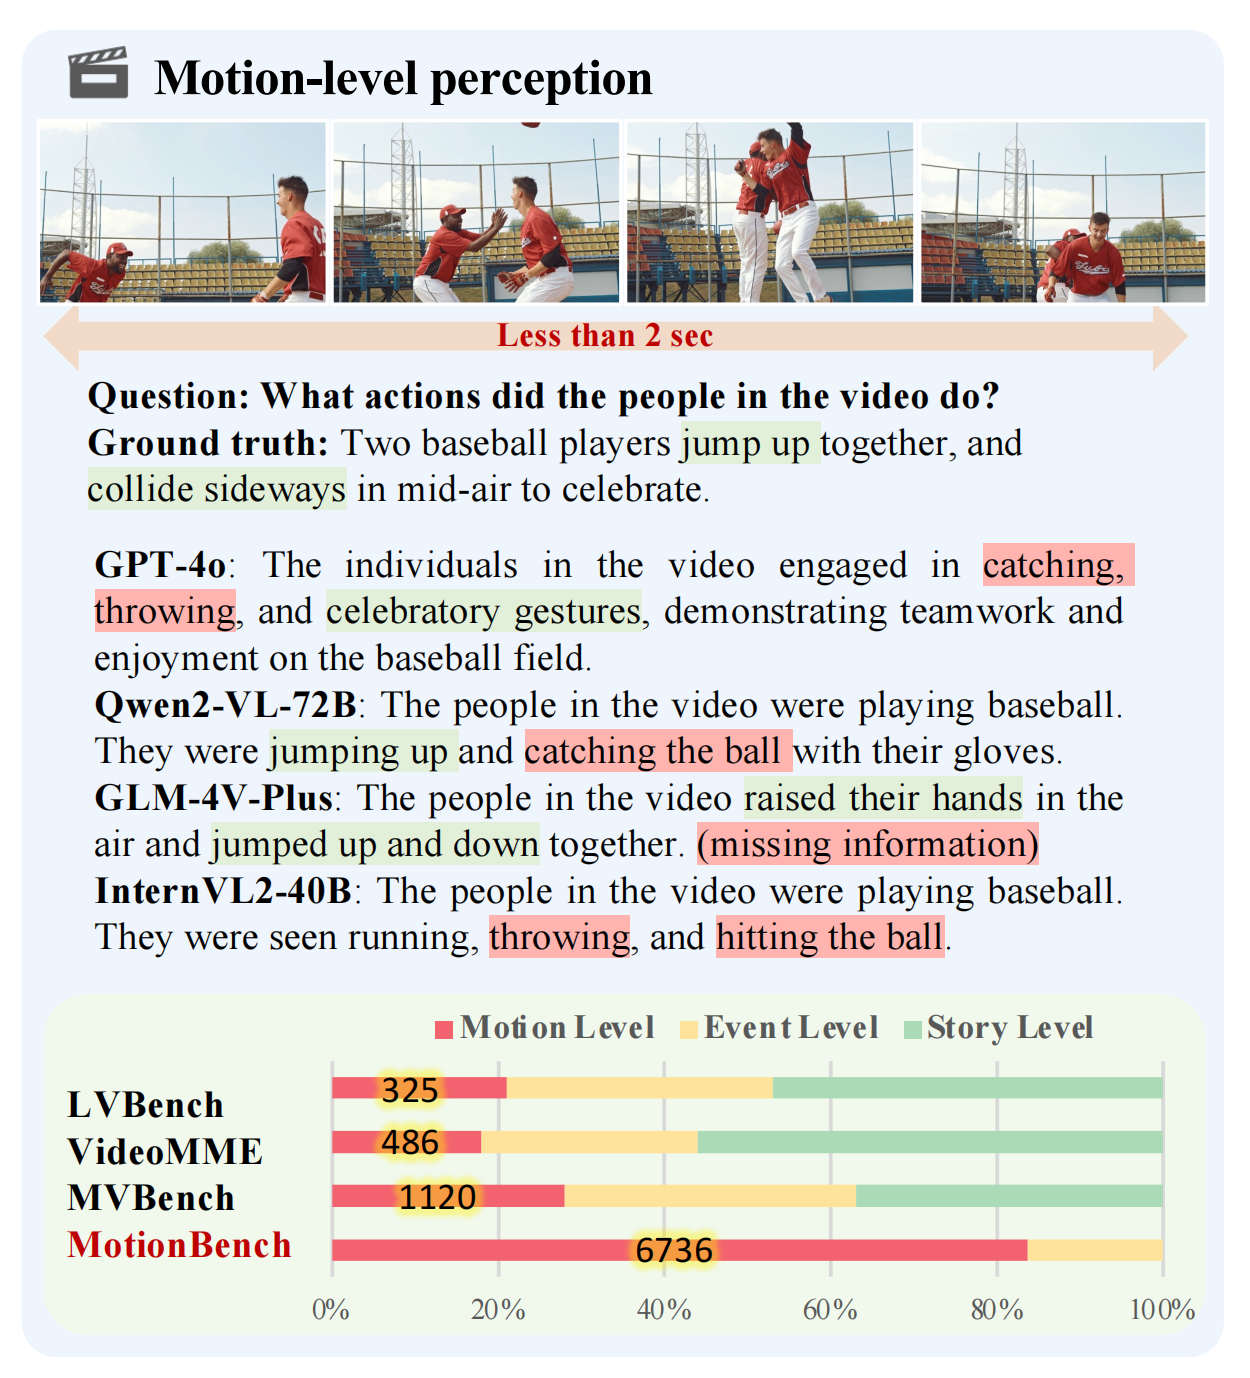 Motion-level perception
Less than 2 sec
Question: What actions did the people in the video do?
Ground truth: Two baseball players jump up together, and
collide sideways in mid-air to celebrate.
GPT-4o: The individuals in the video engaged in catching,
throwing, and celebratory gestures, demonstrating teamwork and
enjoyment on the baseball field.
Qwen2-VL-72B: The people in the video were playing baseball.
They were jumping up and catching the ball with their gloves.
GLM-4V-Plus: The people in the video raised their hands in the
air and jumped up and down together. (missing information)
InternVL2-40B: The people in the video were playing baseball.
They were seen running, throwing, and hitting the ball.
Motion Level Event Level Story Level
LVBench 325
VideoMME 486
MVBench 1120
MotionBench 6736
0% 20% 40% 60% 80% 100%